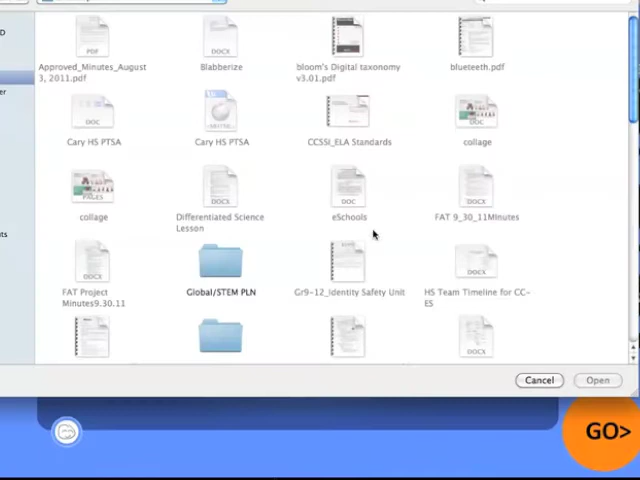 D
PDF
DOCX
Approved_Minutes_August
3, 2011.pdf
Blabberize
bloom's Digital taxonomy
v3.01.pdf
blueteeth.pdf
er
DOC
DOC
Cary HS PTSA
Cary HS PTSA
CCSSI_ELA Standards
collage
PAGES
DOCX
DOC
DOCX
collage
Differentiated Science
Lesson
eSchools
FAT 9_30_11MInutes
ts
DOCX
DOCX
FAT Project
Minutes9.30.11
Global/STEM PLN
Gr9-12_Identity Safety Unit
HS Team Timeline for CC-
ES
DOCX
Cancel
Open
GO>